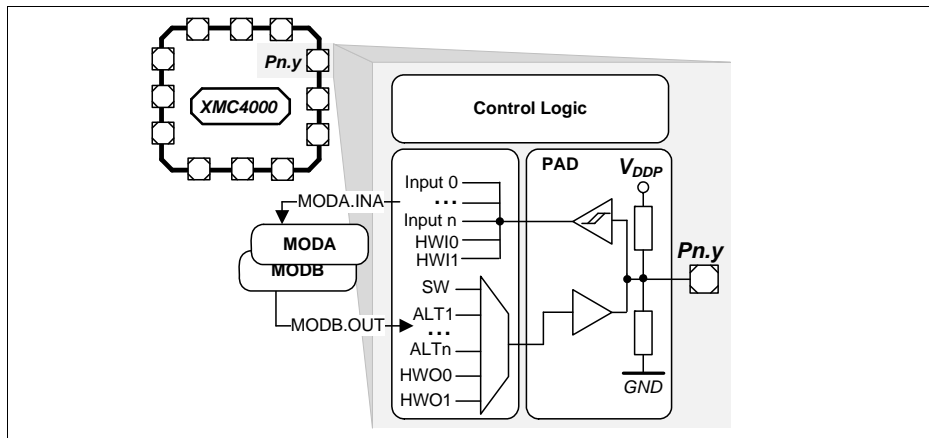 Pn.y
XMC4000
Control Logic
PAD
VDDP
Input 0
...
Input n
HWI0
HWI1
MODA.INA
MODA
MODB
MODB.OUT
SW
ALT1
...
ALTn
HWO0
HWO1
Pn.y
GND